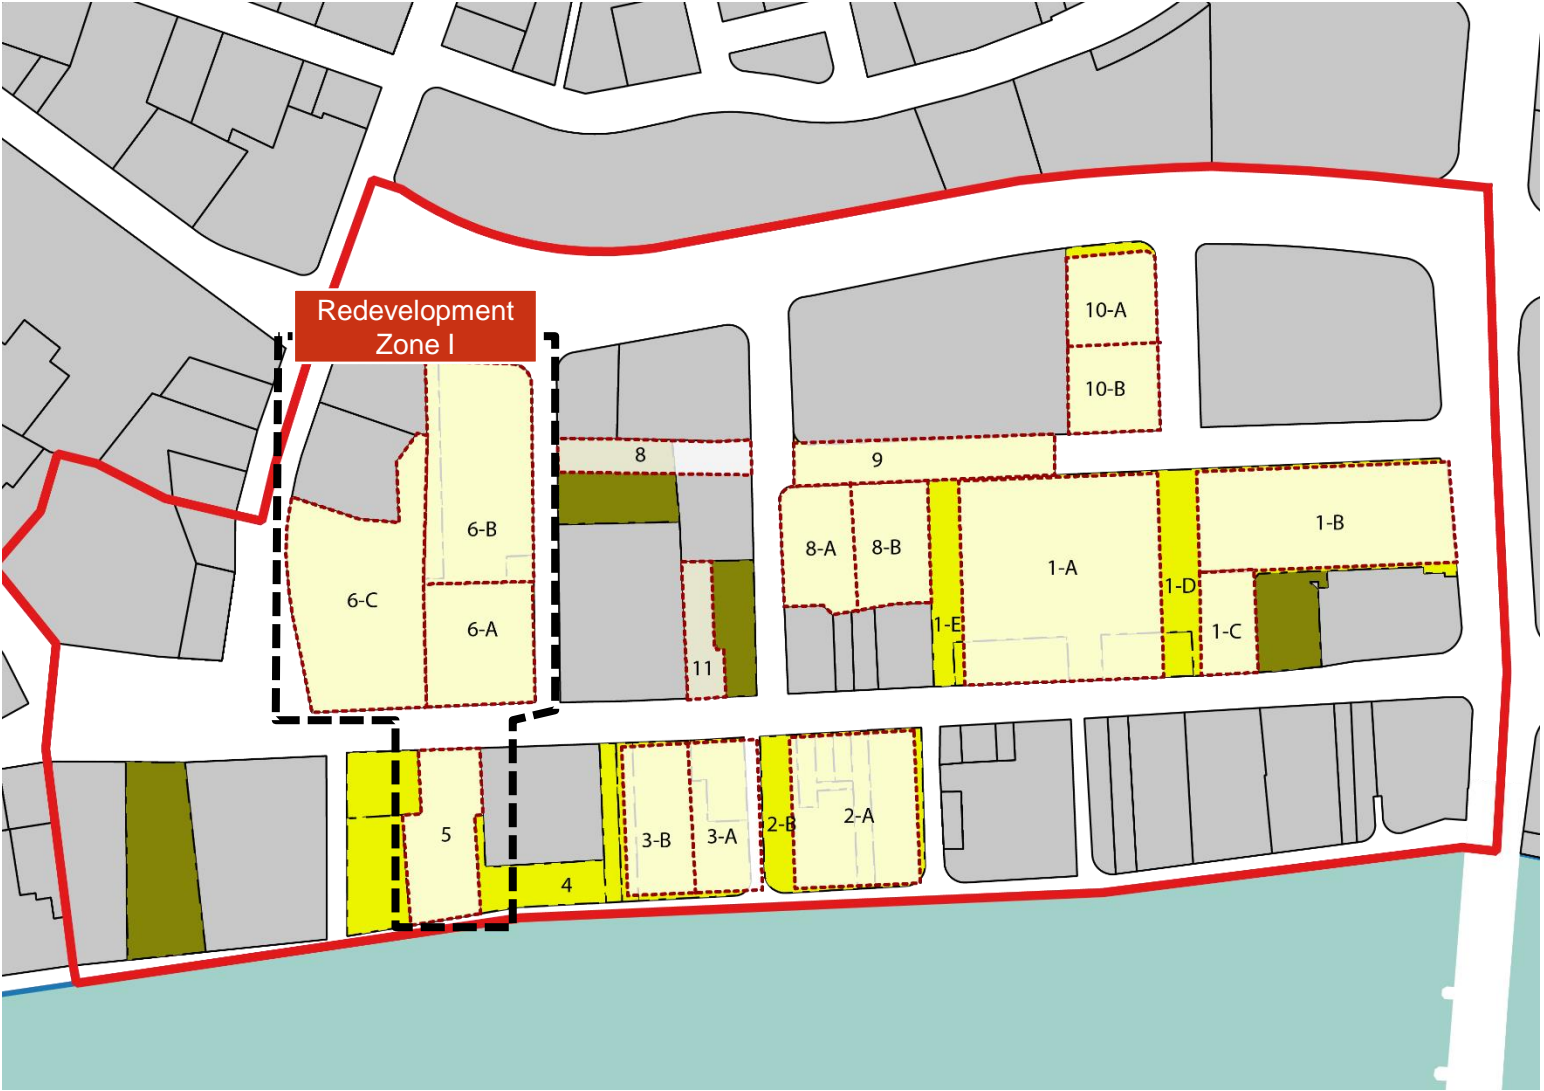 Redevelopment
Zone I
10-A
10-B
8
9
6-B
1-B
8-A
8-B
1-A
1-D
6-C
6-A
1-E
1-C
11
5
3-B
3-A
2-B
2-A
4